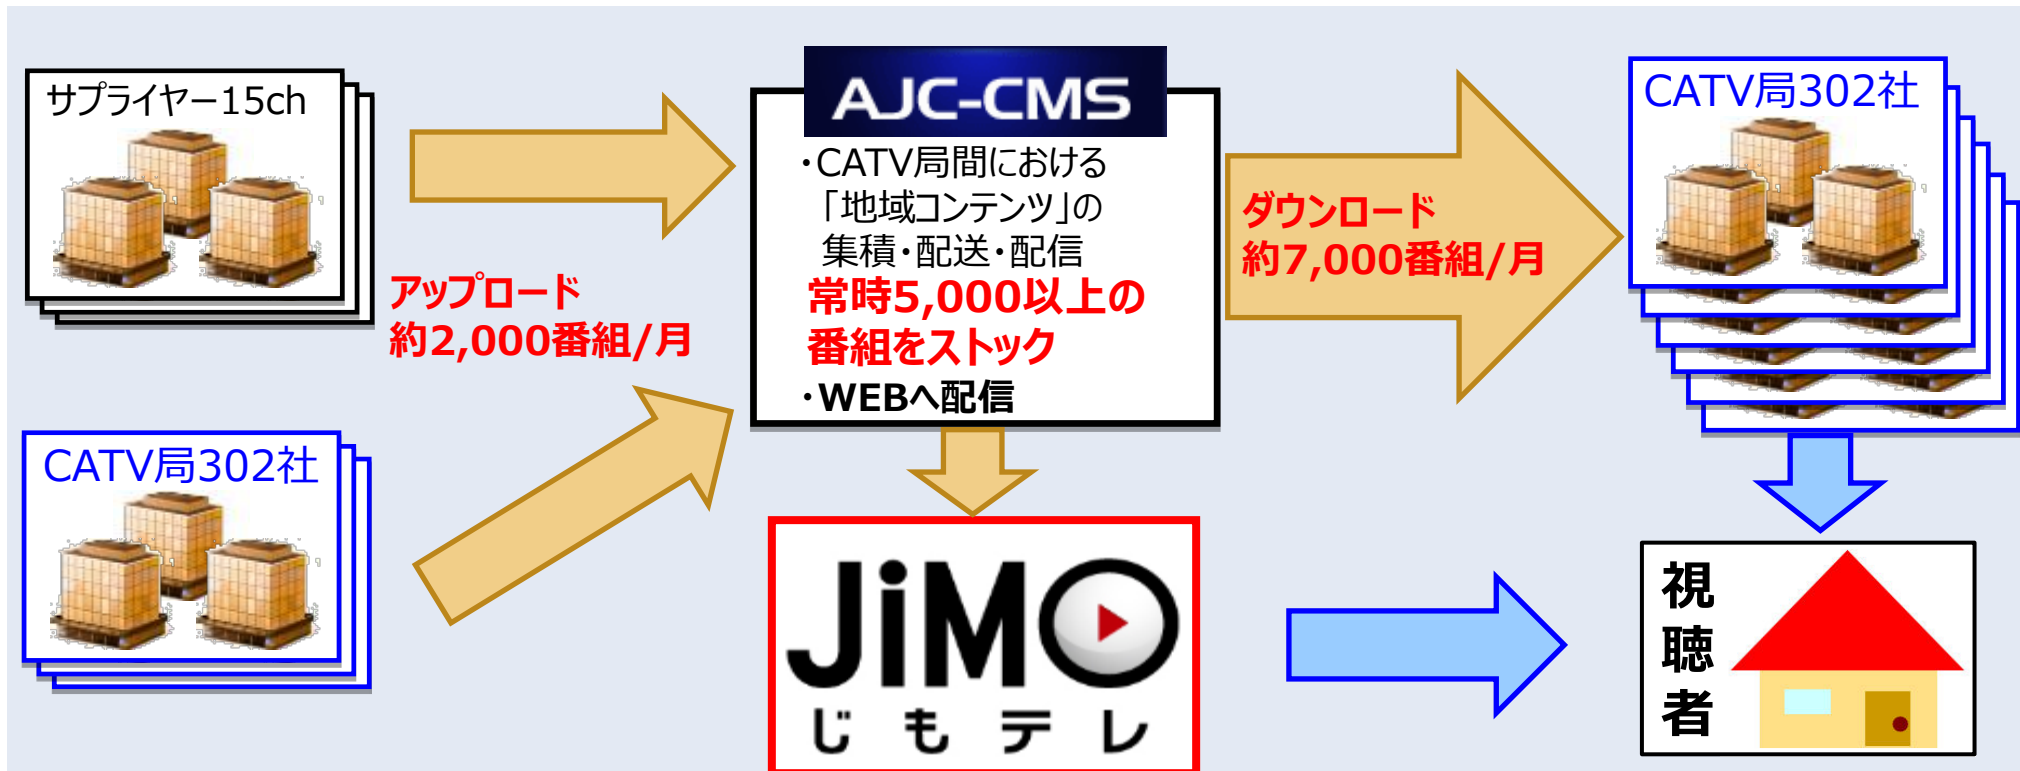 サプライヤー15ch
CATV局302社
アップロード
約2,000番組/月
AJC-CMS
・CATV局間における
「地域コンテンツ」の
集積・配送・配信
常時5,000以上の
番組をストック
・WEBへ配信
JiMO
じもテレ
ダウンロード
約7,000番組/月
CATV局302社
視聴者